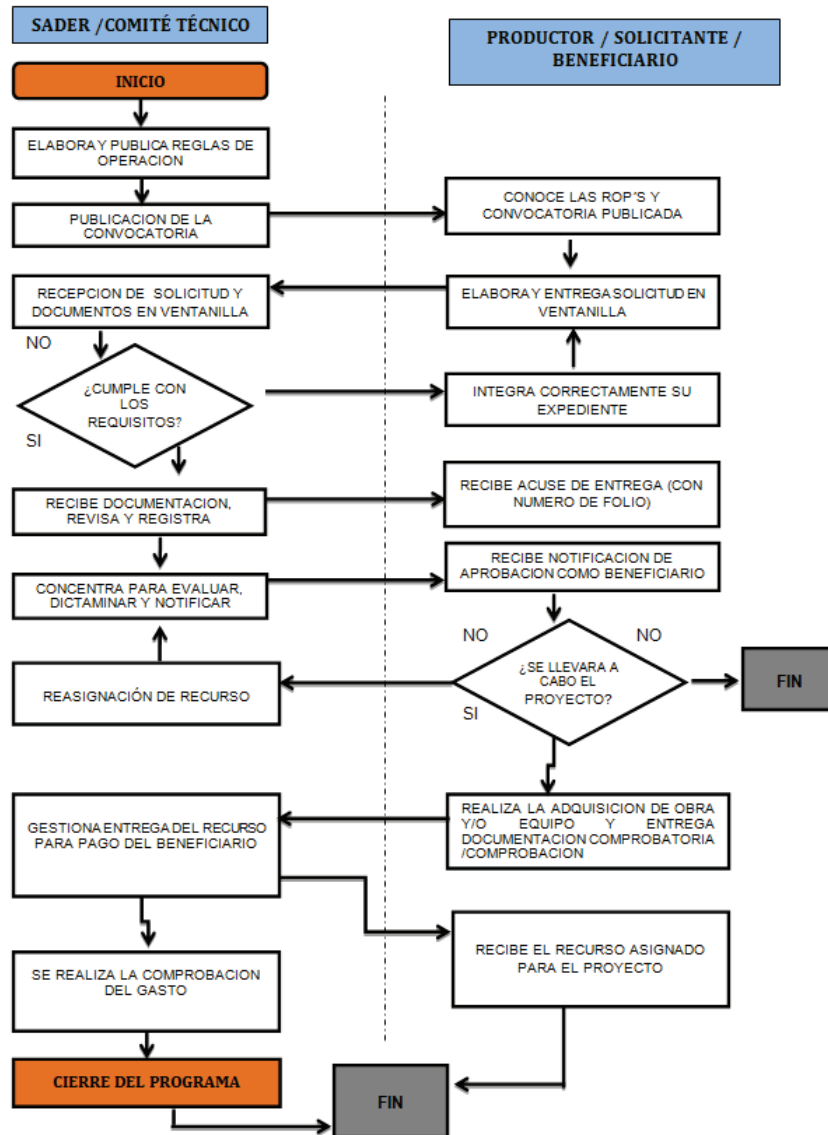 SADER /COMITÉ TÉCNICO
PRODUCTOR / SOLICITANTE /
BENEFICIARIO
INICIO
ELABORA Y PUBLICA REGLAS DE
OPERACION
PUBLICACION DE LA
CONVOCATORIA
CONOCE LAS ROP´S Y
CONVOCATORIA PUBLICADA
RECEPCION DE SOLICITUD Y
DOCUMENTOS EN VENTANILLA
ELABORA Y ENTREGA SOLICITUD EN
VENTANILLA
NO
¿CUMPLE CON
LOS
REQUISITOS?
SI
INTEGRA CORRECTAMENTE SU
EXPEDIENTE
RECIBE DOCUMENTACION,
REVISA Y REGISTRA
RECIBE ACUSE DE ENTREGA (CON
NUMERO DE FOLIO)
CONCENTRA PARA EVALUAR,
DICTAMINAR Y NOTIFICAR
RECIBE NOTIFICACION DE
APROBACION COMO BENEFICIARIO
NO
NO
¿SE LLEVARA A
CABO EL
PROYECTO?
SI
FIN
REASIGNACIÓN DE RECURSO
GESTIONA ENTREGA DEL RECURSO
PARA PAGO DEL BENEFICIARIO
REALIZA LA ADQUISICION DE OBRA
Y/O EQUIPO Y ENTREGA
DOCUMENTACION COMPROBATORIA
/COMPROBACION
RECIBE EL RECURSO ASIGNADO
PARA EL PROYECTO
SE REALIZA LA COMPROBACION
DEL GASTO
CIERRE DEL PROGRAMA
FIN